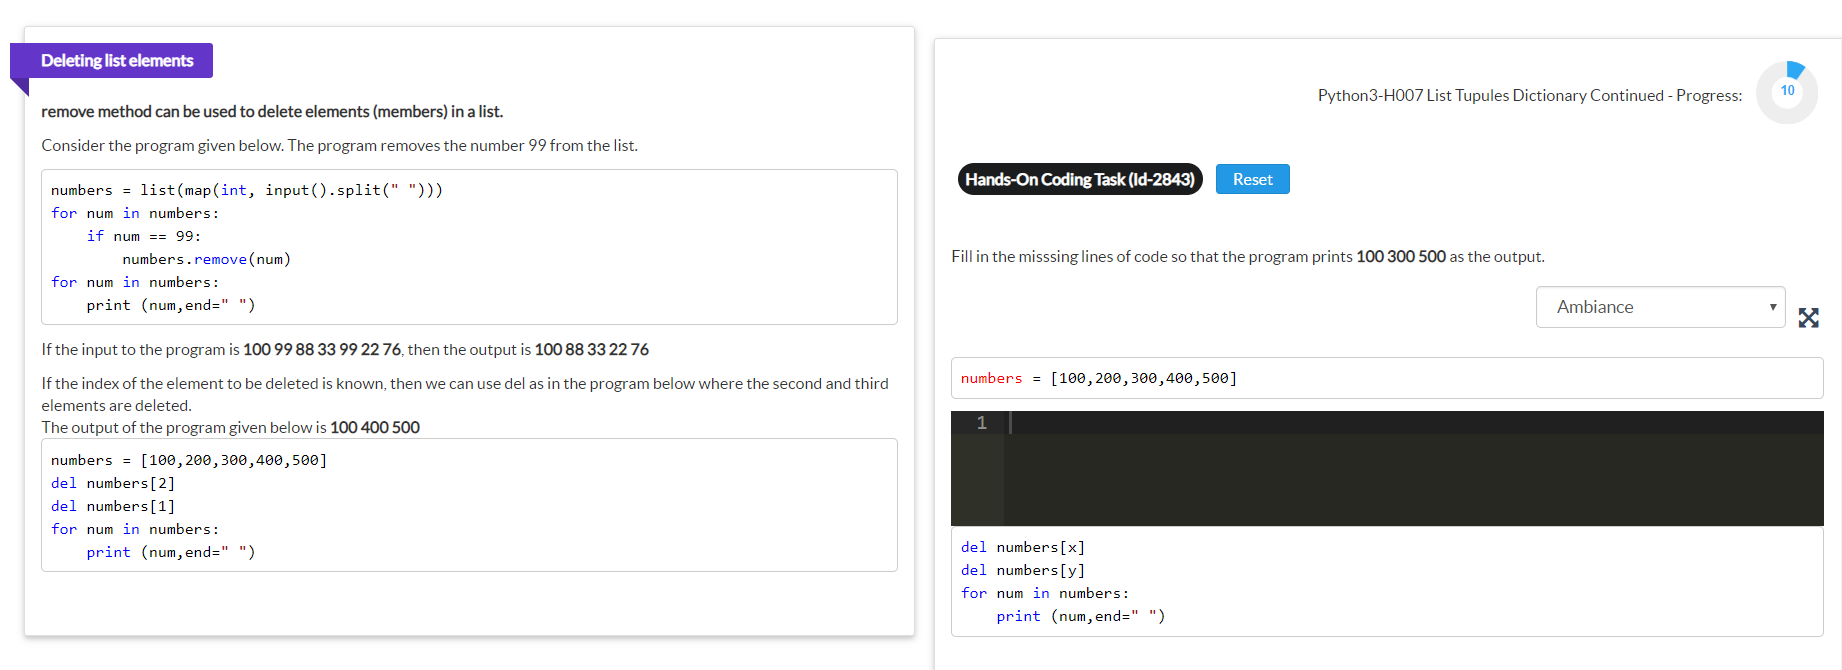 Deleting list elements
remove method can be used to delete elements (members) in a list.
Consider the program given below. The program removes the number 99 from the list.
numbers = list(map(int, input().split(" ")))
for num in numbers:
    if num == 99:
        numbers.remove(num)
for num in numbers:
    print (num,end=" ")
If the input to the program is 100 99 88 33 99 22 76, then the output is 100 88 33 22 76
If the index of the element to be deleted is known, then we can use del as in the program below where the second and third
elements are deleted.
The output of the program given below is 100 400 500
numbers = [100,200,300,400,500]
del numbers[2]
del numbers[1]
for num in numbers:
    print (num,end=" ")
Python3-H007 List Tupules Dictionary Continued - Progress:
10
Hands-On Coding Task (Id-2843)
Reset
Fill in the misssing lines of code so that the program prints 100 300 500 as the output.
Ambiance
numbers = [100,200,300,400,500]
1
del numbers[x]
del numbers[y]
for num in numbers:
    print (num,end=" ")